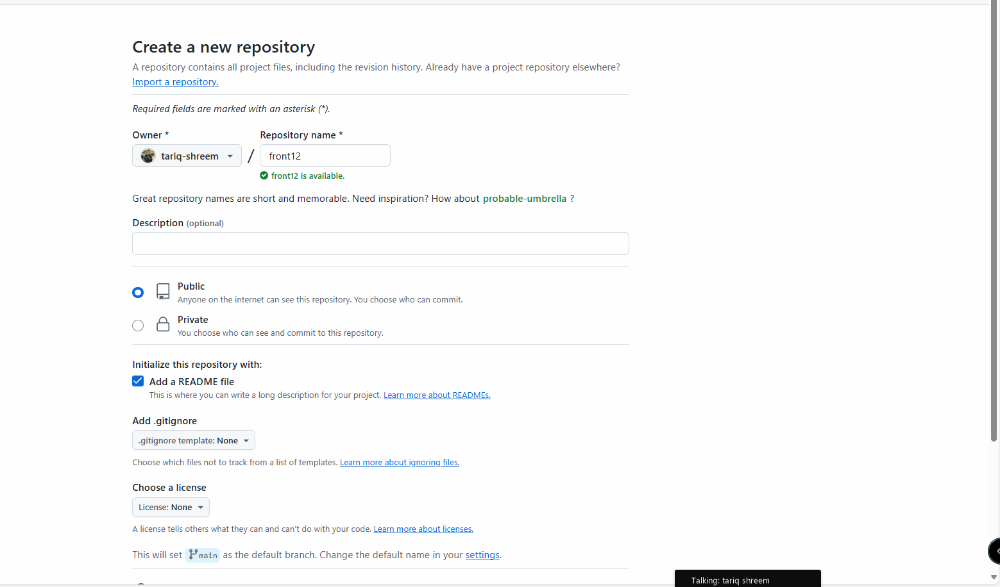 Create a new repository
A repository contains all project files, including the revision history. Already have a project repository elsewhere?
Import a repository.
Required fields are marked with an asterisk (*).
Owner * Repository name *
tariq-shreem / front12
front12 is available.
Great repository names are short and memorable. Need inspiration? How about probable-umbrella ?
Description (optional)
Public
Anyone on the internet can see this repository. You choose who can commit.
Private
You choose who can see and commit to this repository.
Initialize this repository with:
Add a README file
This is where you can write a long description for your project. Learn more about READMEs.
Add .gitignore
.gitignore template: None
Choose which files not to track from a list of templates. Learn more about ignoring files.
Choose a license
License: None
A license tells others what they can and can't do with your code. Learn more about licenses.
This will set main as the default branch. Change the default name in your settings.
Talking: tariq shreem